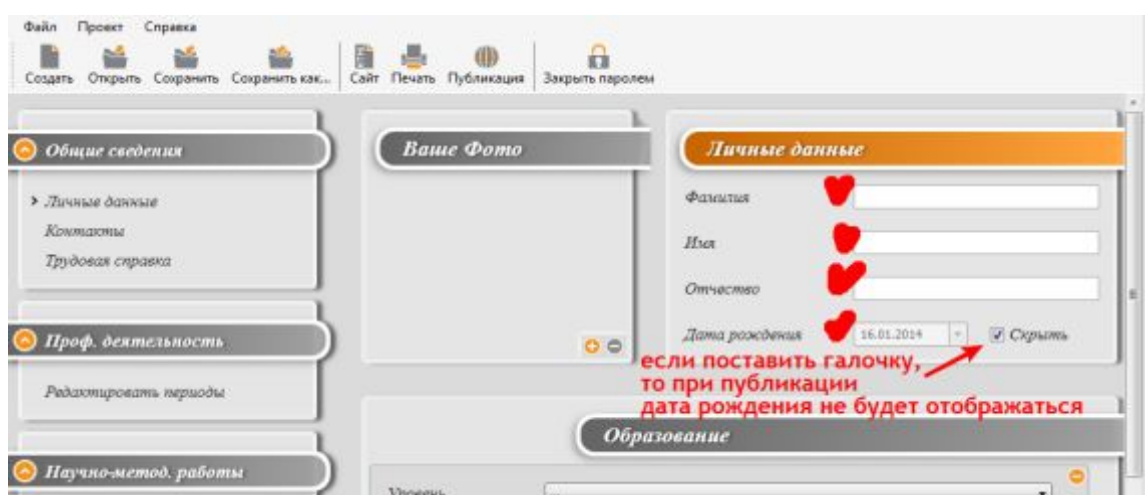 Файл Проект Справка
Создать Открыть Сохранить Сохранить как... Сайт Печать Публикация Закрыть паролем
Общие сведения
Личные данные
Контакты
Трудовая справка
Проф. деятельность
Редактировать периоды
Научно-метод. работы
Ваше Фото
Личные данные
Фамилия
Имя
Отчество
Дата рождения 16.01.2014 Скрыть
если поставить галочку,
то при публикации
дата рождения не будет отображаться
Образование
Уровень